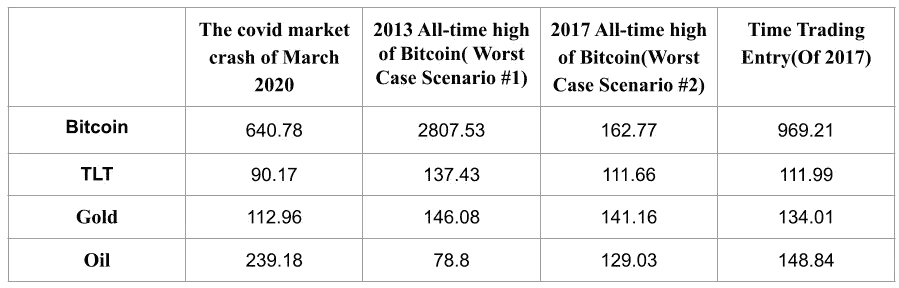 The covid market crash of March 2020
2013 All-time high of Bitcoin( Worst Case Scenario #1)
2017 All-time high of Bitcoin(Worst Case Scenario #2)
Time Trading Entry(Of 2017)
Bitcoin 640.78 2807.53 162.77 969.21
TLT 90.17 137.43 111.66 111.99
Gold 112.96 146.08 141.16 134.01
Oil 239.18 78.8 129.03 148.84